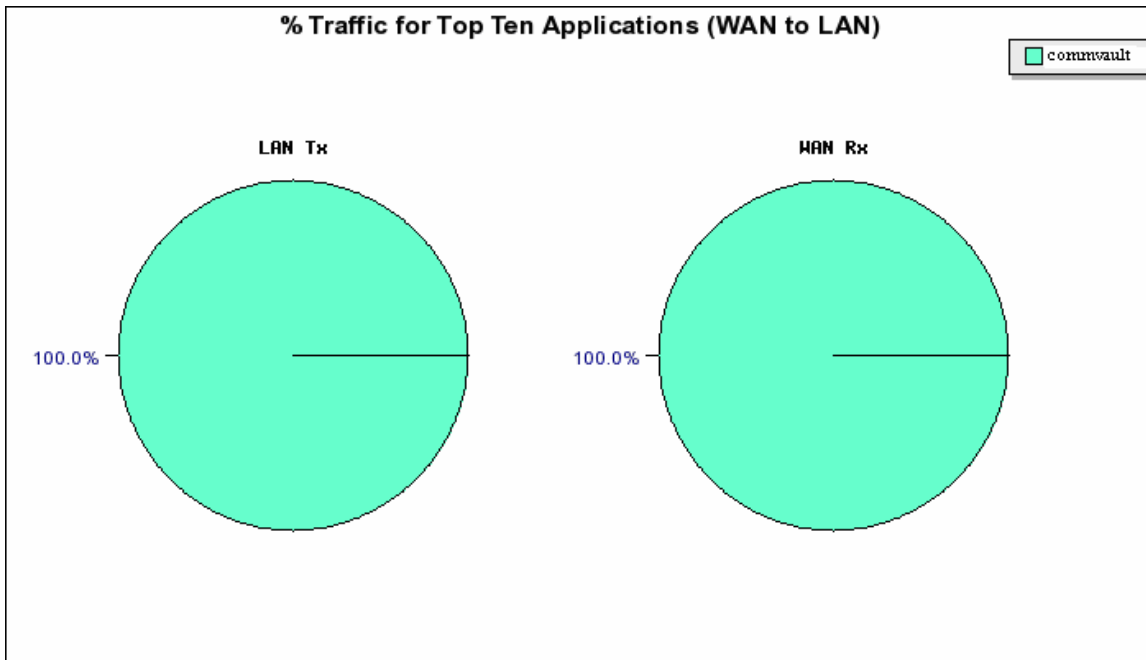 % Traffic for Top Ten Applications (WAN to LAN)
commvault
LAN Tx
WAN Rx
100.0%
100.0%